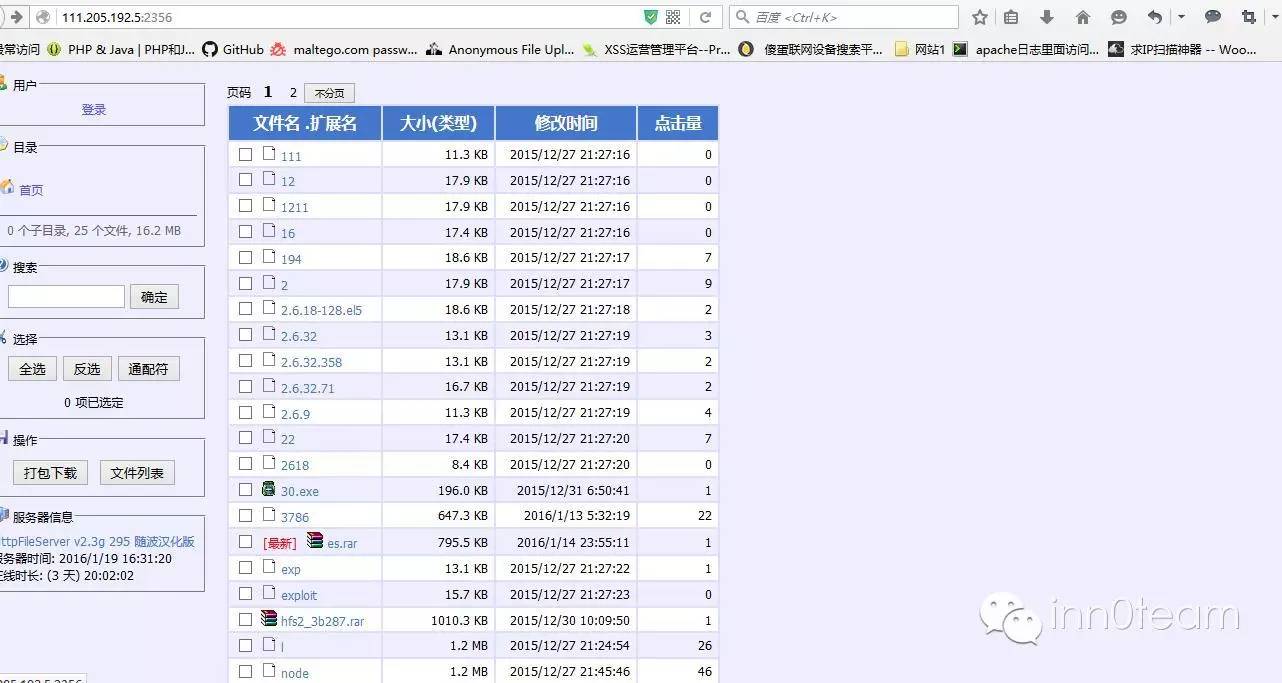 111.205.192.5:2356
百度 <Ctrl+K>
常访问 PHP & Java | PHP和J... GitHub maltego.com passw... Anonymous File Upl... XSS运营管理平台--Pr... 傻蛋联网设备搜索平... 网站1 apache日志里面访问... 求IP扫描神器 -- Woo...
用户
登录
目录
首页
0 个子目录, 25 个文件, 16.2 MB
搜索
确定
选择
全选 反选 通配符
0 项已选定
操作
打包下载 文件列表
服务器信息
ttpFileServer v2.3g 295 随波汉化版
务器时间: 2016/1/19 16:31:20
线时长: (3 天) 20:02:02
页码 1 2 不分页
文件名 .扩展名 大小(类型) 修改时间 点击量
111 11.3 KB 2015/12/27 21:27:16 0
12 17.9 KB 2015/12/27 21:27:16 0
1211 17.9 KB 2015/12/27 21:27:16 0
16 17.4 KB 2015/12/27 21:27:16 0
194 18.6 KB 2015/12/27 21:27:17 7
2 17.9 KB 2015/12/27 21:27:17 9
2.6.18-128.el5 18.6 KB 2015/12/27 21:27:18 2
2.6.32 13.1 KB 2015/12/27 21:27:19 3
2.6.32.358 13.1 KB 2015/12/27 21:27:19 2
2.6.32.71 16.7 KB 2015/12/27 21:27:19 2
2.6.9 11.3 KB 2015/12/27 21:27:19 4
22 17.4 KB 2015/12/27 21:27:20 7
2618 8.4 KB 2015/12/27 21:27:20 0
30.exe 196.0 KB 2015/12/31 6:50:41 1
3786 647.3 KB 2016/1/13 5:32:19 22
[最新] es.rar 795.5 KB 2016/1/14 23:55:11 1
exp 13.1 KB 2015/12/27 21:27:22 1
exploit 15.7 KB 2015/12/27 21:27:23 0
hfs2_3b287.rar 1010.3 KB 2015/12/30 10:09:50 1
l 1.2 MB 2015/12/27 21:24:54 26
node 1.2 MB 2015/12/27 21:45:46 46
inn0team